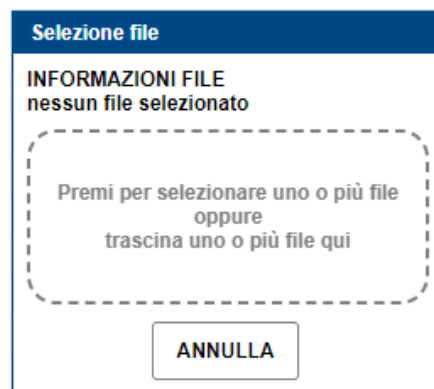 Selezione file
INFORMAZIONI FILE
nessun file selezionato
Premi per selezionare uno o più file
oppure
trascina uno o più file qui
ANNULLA